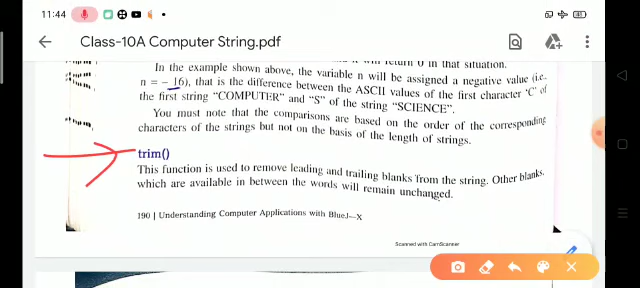 11:44
41
Class-10A Computer String.pdf
In the example shown above, the variable n will be assigned a negative value (i.e.
n = – 16), that is the difference between the ASCII values of the first character 'C' of
the first string "COMPUTER" and "S" of the string "SCIENCE".
You must note that the comparisons are based on the order of the corresponding
characters of the strings but not on the basis of the length of strings.
trim()
This function is used to remove leading and trailing blanks from the string. Other blanks,
which are available in between the words will remain unchanged.
190 | Understanding Computer Applications with BlueJ—X
Scanned with CamScanner